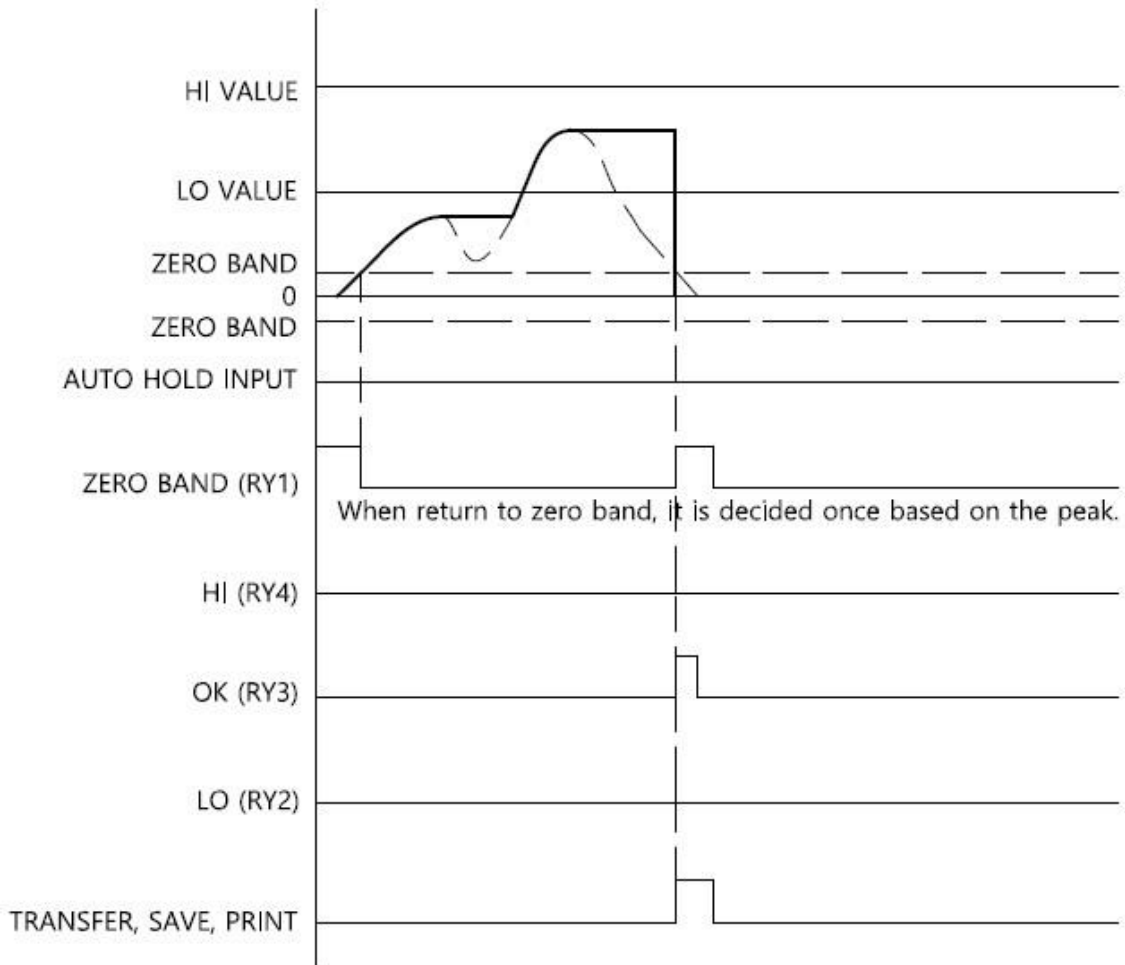 HI VALUE
LO VALUE
ZERO BAND
0
ZERO BAND
AUTO HOLD INPUT
ZERO BAND (RY1)
When return to zero band, it is decided once based on the peak.
HI (RY4)
OK (RY3)
LO (RY2)
TRANSFER, SAVE, PRINT